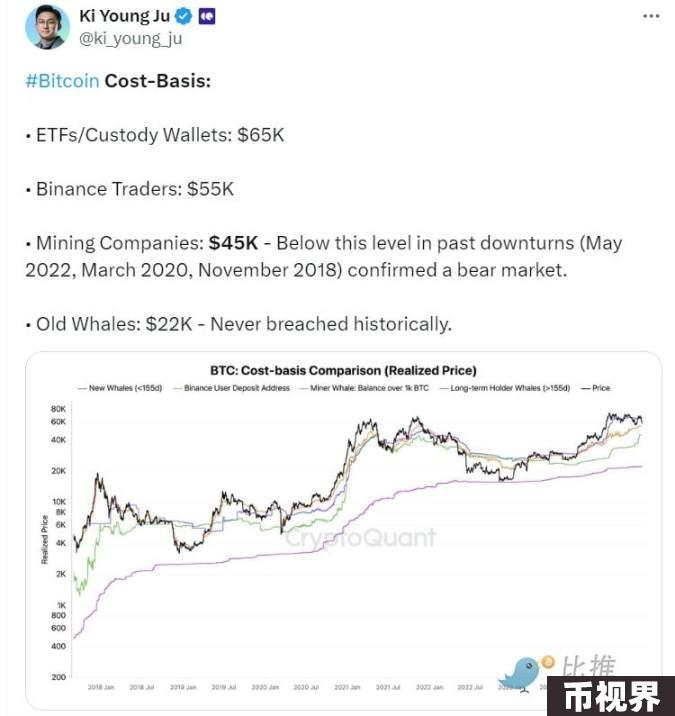 Ki Young Ju
@ki_young_ju
#Bitcoin Cost-Basis:
• ETFs/Custody Wallets: $65K
• Binance Traders: $55K
• Mining Companies: $45K - Below this level in past downturns (May
2022, March 2020, November 2018) confirmed a bear market.
• Old Whales: $22K - Never breached historically.
BTC: Cost-basis Comparison (Realized Price)
New Whales (<155d) Binance User Deposit Address Miner Whale: Balance over 1k BTC Long-term Holder Whales (>155d) Price
80K
60K
40K
20K
10K
8K
6K
4K
2K
1K
800
600
400
200
Realized Price
CryptoQuant
2018 Jan 2018 Jul 2019 Jan 2019 Jul 2020 Jan 2020 Jul 2021 Jan 2021 Jul 2022 Jan 2022 Jul
比推
币视界